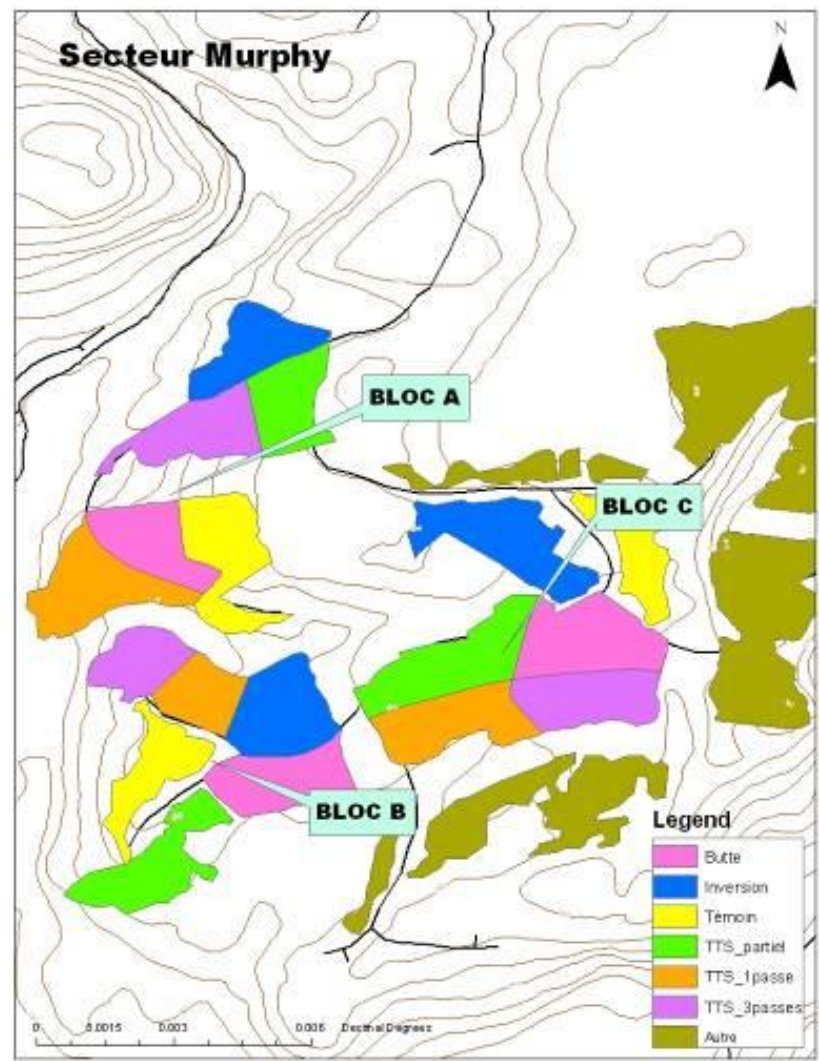 Secteur Murphy
N
BLOC A
BLOC C
BLOC B
Legend
Butte
Inversion
Témoin
TTS_partiel
TTS_1passe
TTS_3passes
Autre
0 0.0015 0.003 0.006 Decimal Degrees